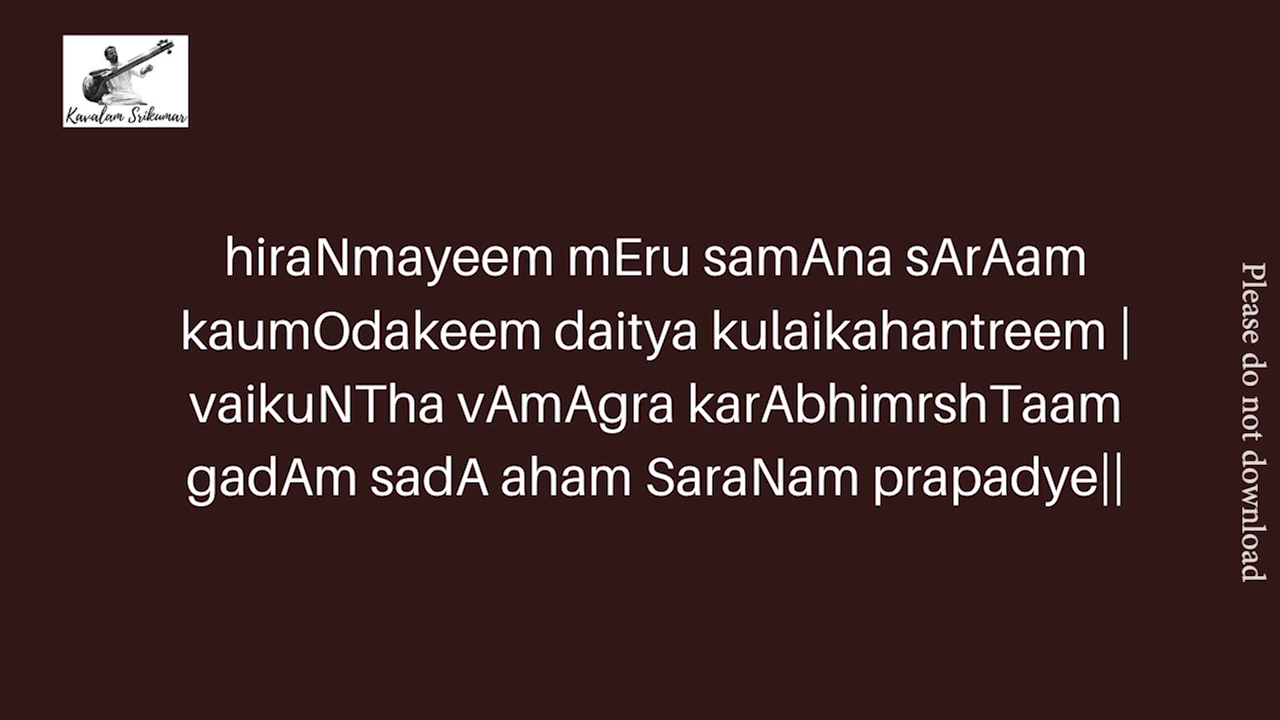 Kavalam Srikumar
hiraNmayeem mEru samAna sArAam
kaumOdakeem daitya kulaikahantreem |
vaikuNTha vAmAgra karAbhimrshTaam
gadAm sadA aham SaraNam prapadye||
Please do not download